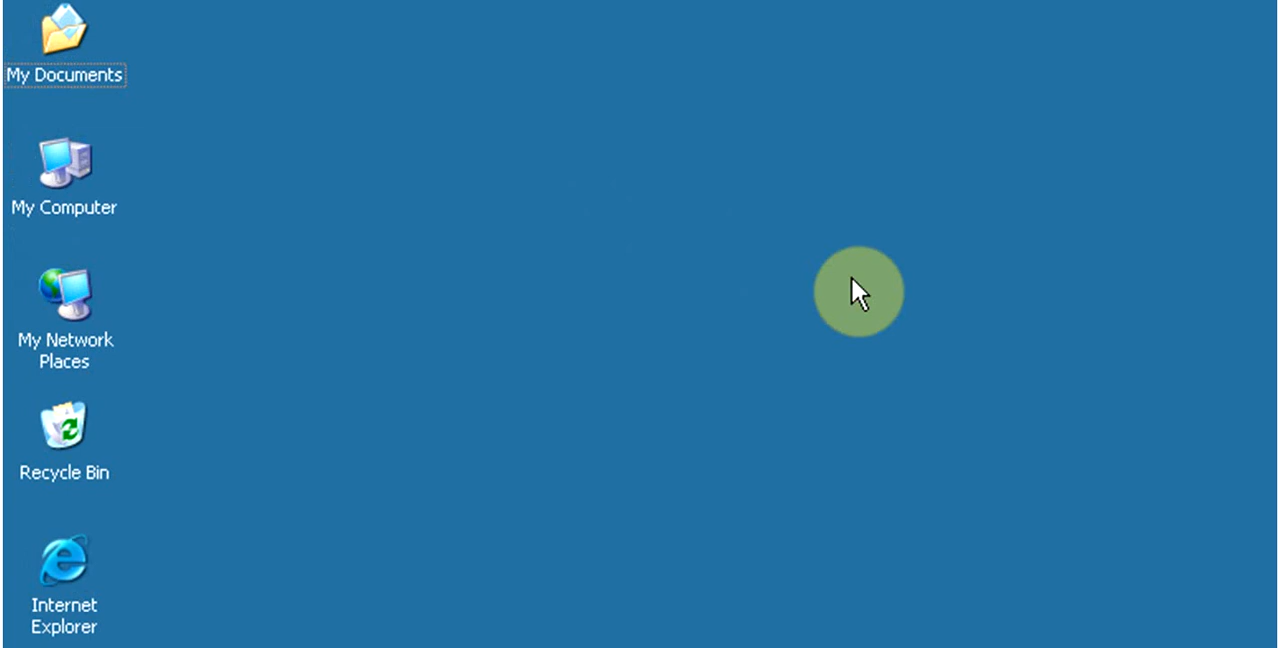 My Documents
My Computer
My Network
Places
Recycle Bin
Internet
Explorer